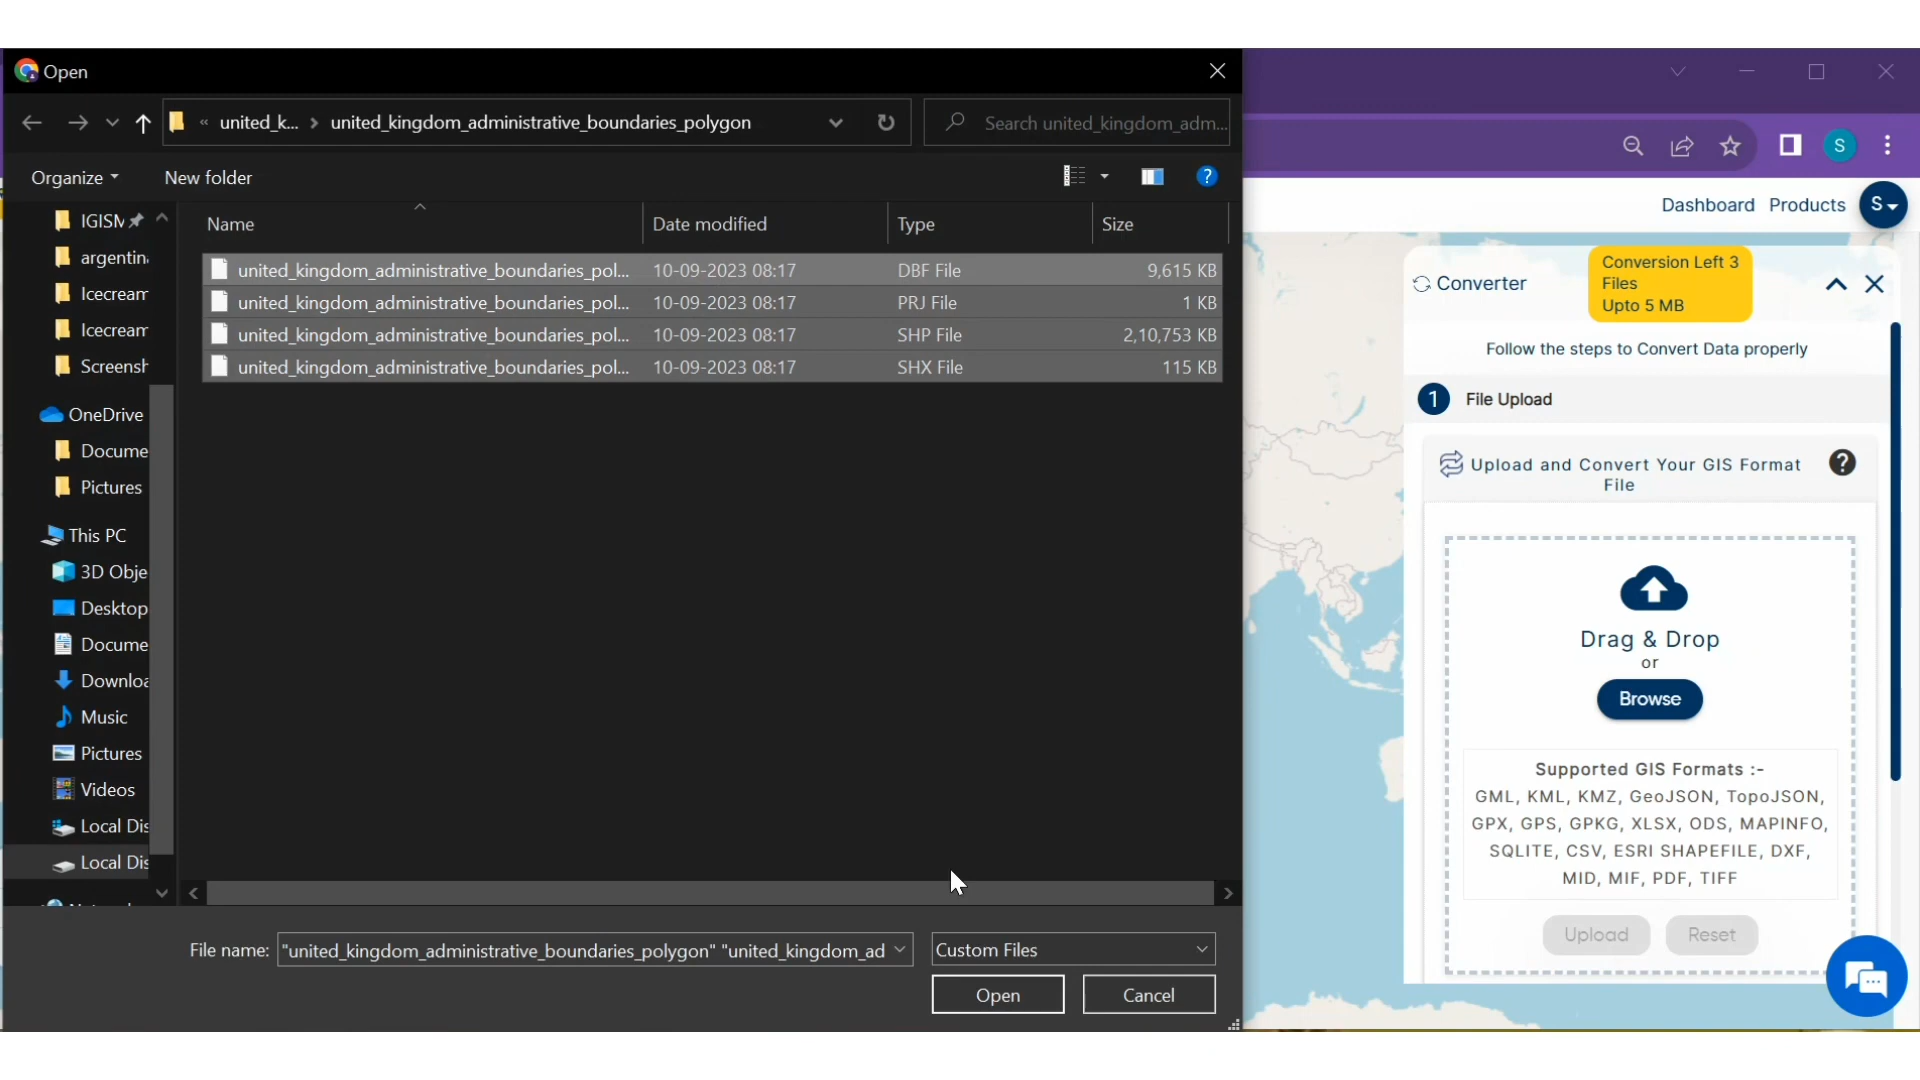 Open
« united_k... > united_kingdom_administrative_boundaries_polygon
Search united_kingdom_adm...
Organize
New folder
?
Name
Date modified
Type
Size
united_kingdom_administrative_boundaries_pol... 10-09-2023 08:17 DBF File 9,615 KB
united_kingdom_administrative_boundaries_pol... 10-09-2023 08:17 PRJ File 1 KB
united_kingdom_administrative_boundaries_pol... 10-09-2023 08:17 SHP File 2,10,753 KB
united_kingdom_administrative_boundaries_pol... 10-09-2023 08:17 SHX File 115 KB
IGISM
argentin
Icecream
Icecream
Screensh
OneDrive
Docume
Pictures
This PC
3D Obje
Desktop
Docume
Downloa
Music
Pictures
Videos
Local Dis
Local Dis
File name: "united_kingdom_administrative_boundaries_polygon" "united_kingdom_ad
Custom Files
Open
Cancel
S
Dashboard
Products
S
Converter
Conversion Left 3
Files
Upto 5 MB
Follow the steps to Convert Data properly
1 File Upload
Upload and Convert Your GIS Format
File
?
Drag & Drop
or
Browse
Supported GIS Formats :-
GML, KML, KMZ, GeoJSON, TopoJSON,
GPX, GPS, GPKG, XLSX, ODS, MAPINFO,
SQLITE, CSV, ESRI SHAPEFILE, DXF,
MID, MIF, PDF, TIFF
Upload
Reset